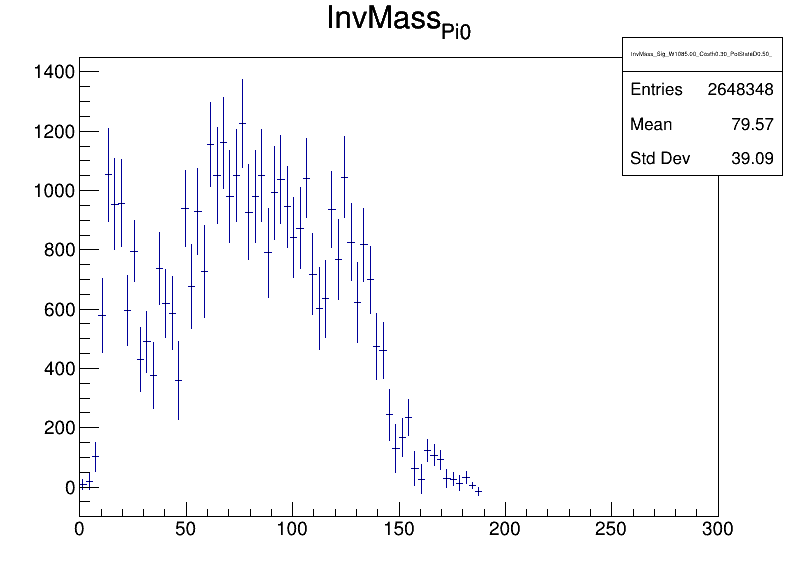 InvMass_Pi0
InvMass_Sig_W1085.00_Costh0.30_PolStateD0.50_
Entries 2648348
Mean 79.57
Std Dev 39.09
1400
1200
1000
800
600
400
200
0
0 50 100 150 200 250 300